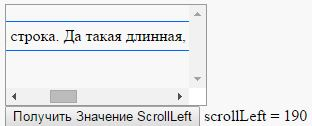 строка. Да такая длинная,
Получить Значение ScrollLeft scrollLeft = 190